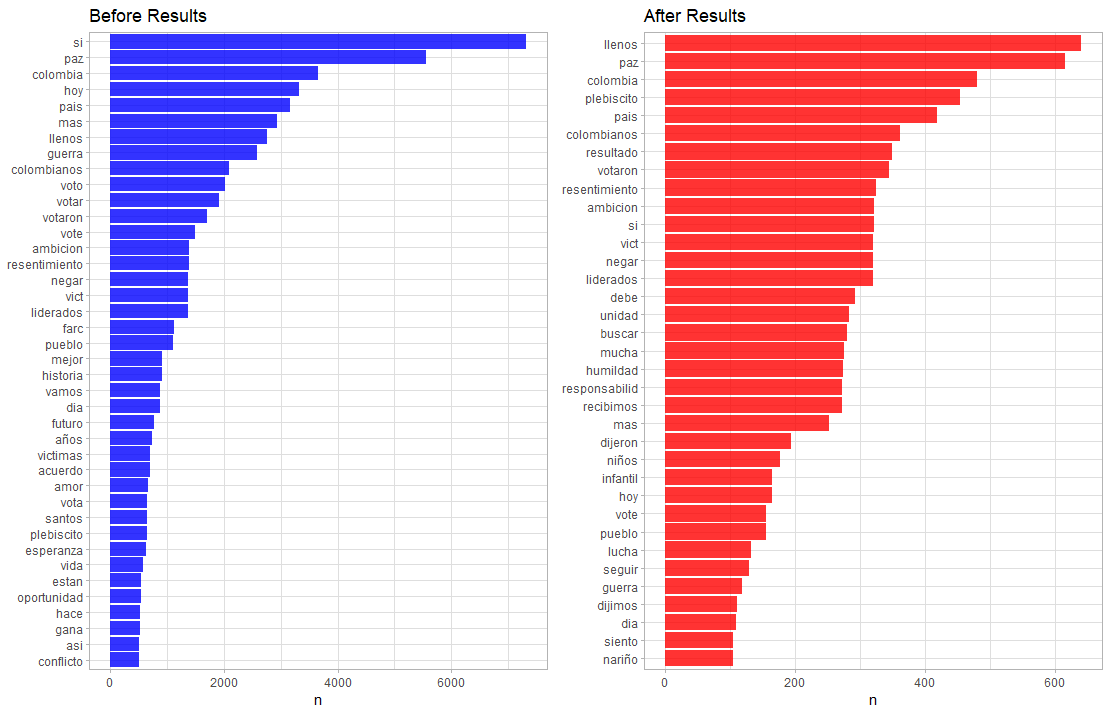 Before Results
si
paz
colombia
hoy
pais
mas
llenos
guerra
colombianos
voto
votar
votaron
vote
ambicion
resentimiento
negar
vict
liderados
farc
pueblo
mejor
historia
vamos
dia
futuro
años
victimas
acuerdo
amor
vota
santos
plebiscito
esperanza
vida
estan
oportunidad
hace
gana
asi
conflicto
0 2000 4000 6000
n
After Results
llenos
paz
colombia
plebiscito
pais
colombianos
resultado
votaron
resentimiento
ambicion
si
vict
negar
liderados
debe
unidad
buscar
mucha
humildad
responsabilid
recibimos
mas
dijeron
niños
infantil
hoy
vote
pueblo
lucha
seguir
guerra
dijimos
dia
siento
nariño
0 200 400 600
n